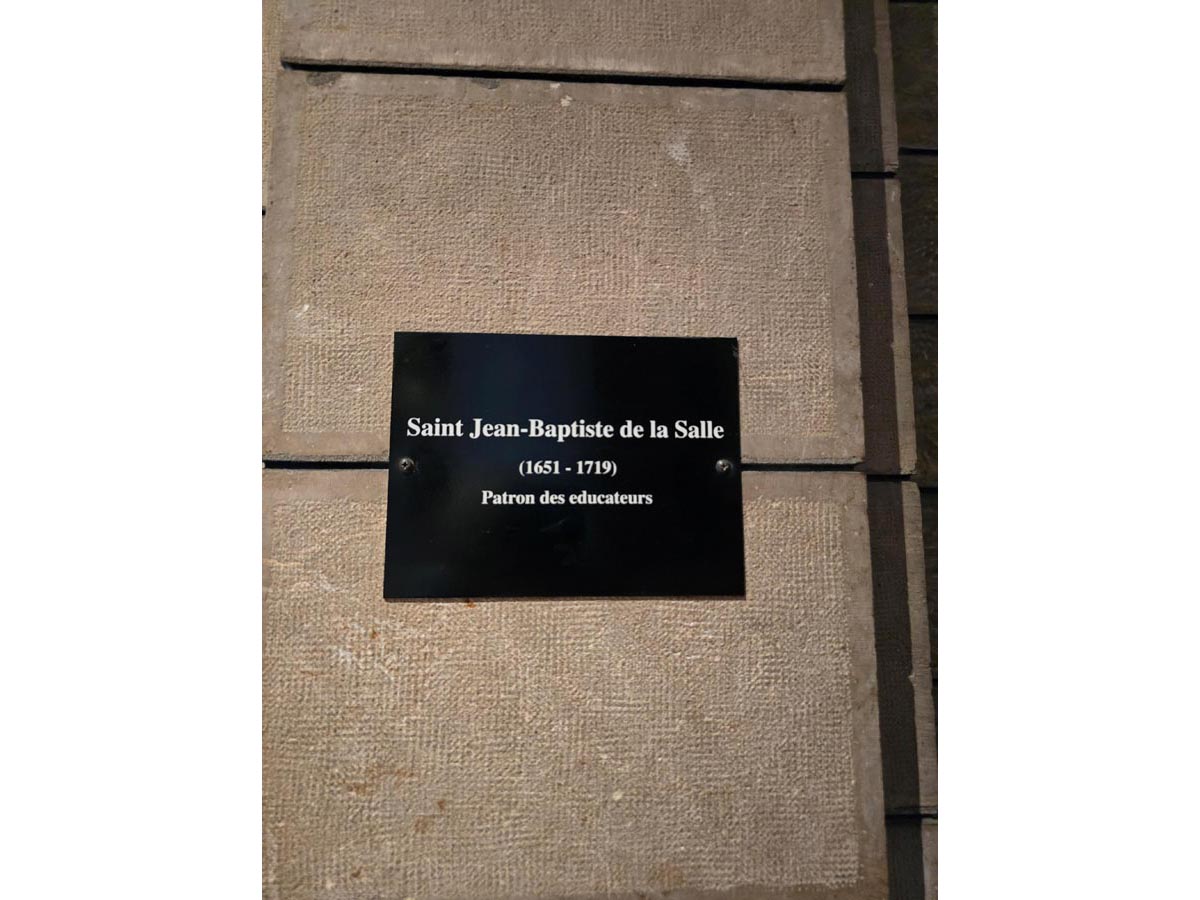 Saint Jean-Baptiste de la Salle
(1651 - 1719)
Patron des educateurs